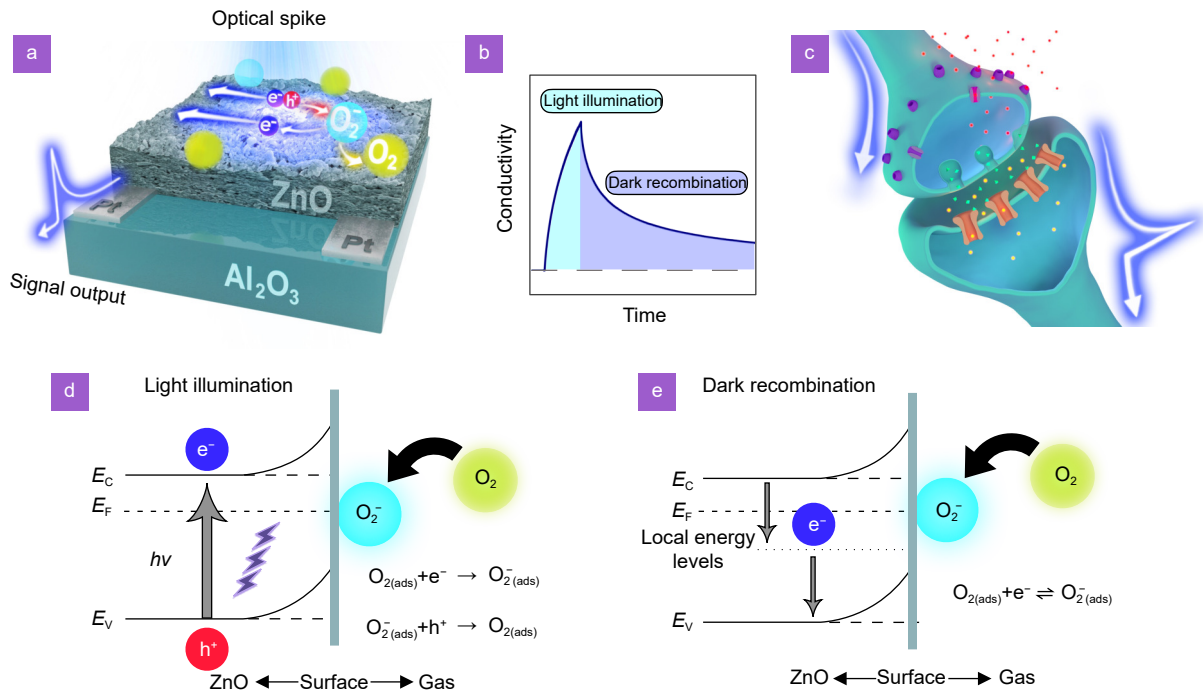 Optical spike
a
e⁻
h⁺
e⁻
O₂⁻
O₂
ZnO
Pt
Pt
Al₂O₃
Signal output
b
Light illumination
Dark recombination
Conductivity
Time
c
d
Light illumination
e⁻
E_C
E_F
hv
E_V
h⁺
O₂⁻
O₂
O₂(ads)+e⁻ → O₂⁻(ads)
O₂⁻(ads)+h⁺ → O₂(ads)
ZnO ← Surface → Gas
e
Dark recombination
E_C
E_F
e⁻
Local energy
levels
E_V
O₂⁻
O₂
O₂(ads)+e⁻ ⇌ O₂⁻(ads)
ZnO ← Surface → Gas